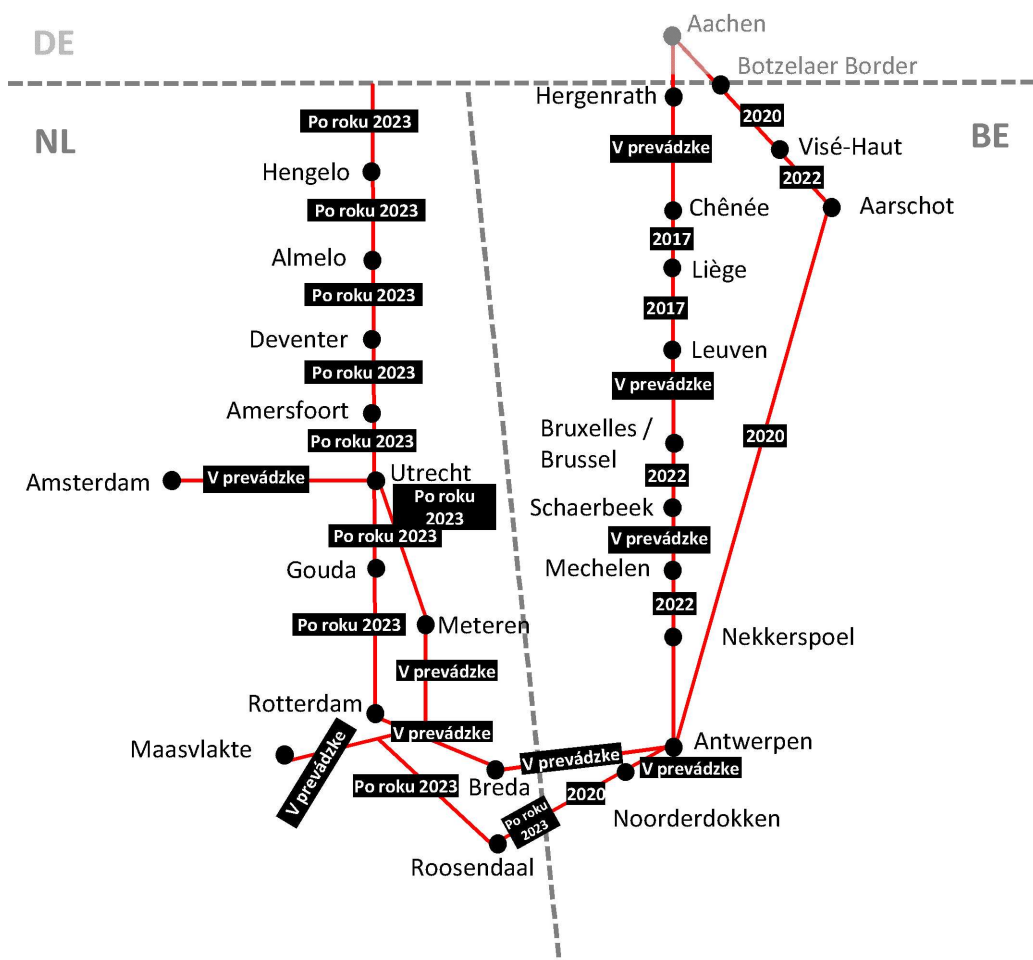 Aachen
DE
Botzelaer Border
Hergenrath
Po roku 2023
2020
NL
BE
V prevádzke
Visé-Haut
Hengelo
2022
Po roku 2023
Chênée
Aarschot
2017
Almelo
Liège
Po roku 2023
2017
Deventer
Leuven
Po roku 2023
V prevádzke
Amersfoort
Bruxelles /
Brussel
Po roku 2023
2020
Utrecht
Amsterdam
V prevádzke
2022
Po roku
2023
Schaerbeek
Po roku 2023
V prevádzke
Gouda
Mechelen
2022
Po roku 2023
Meteren
Nekkerspoel
V prevádzke
Rotterdam
V prevádzke
Maasvlakte
Antwerpen
V prevádzke
V prevádzke
V prevádzke
Po roku 2023
Breda
2020
Noorderdokken
Po roku
2023
Roosendaal